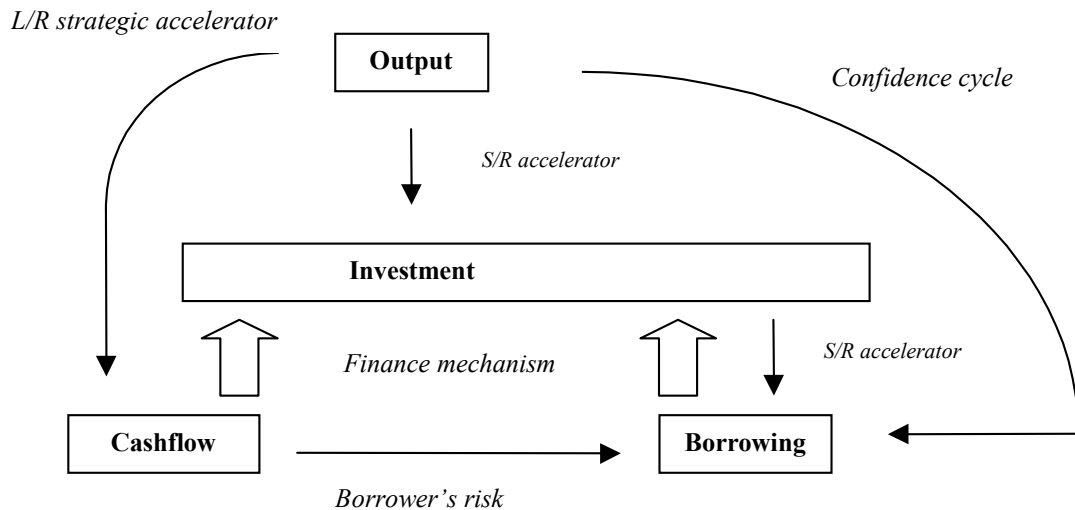 L/R strategic accelerator
Output
Confidence cycle
S/R accelerator
Investment
Finance mechanism
S/R accelerator
Cashflow
Borrowing
Borrower’s risk